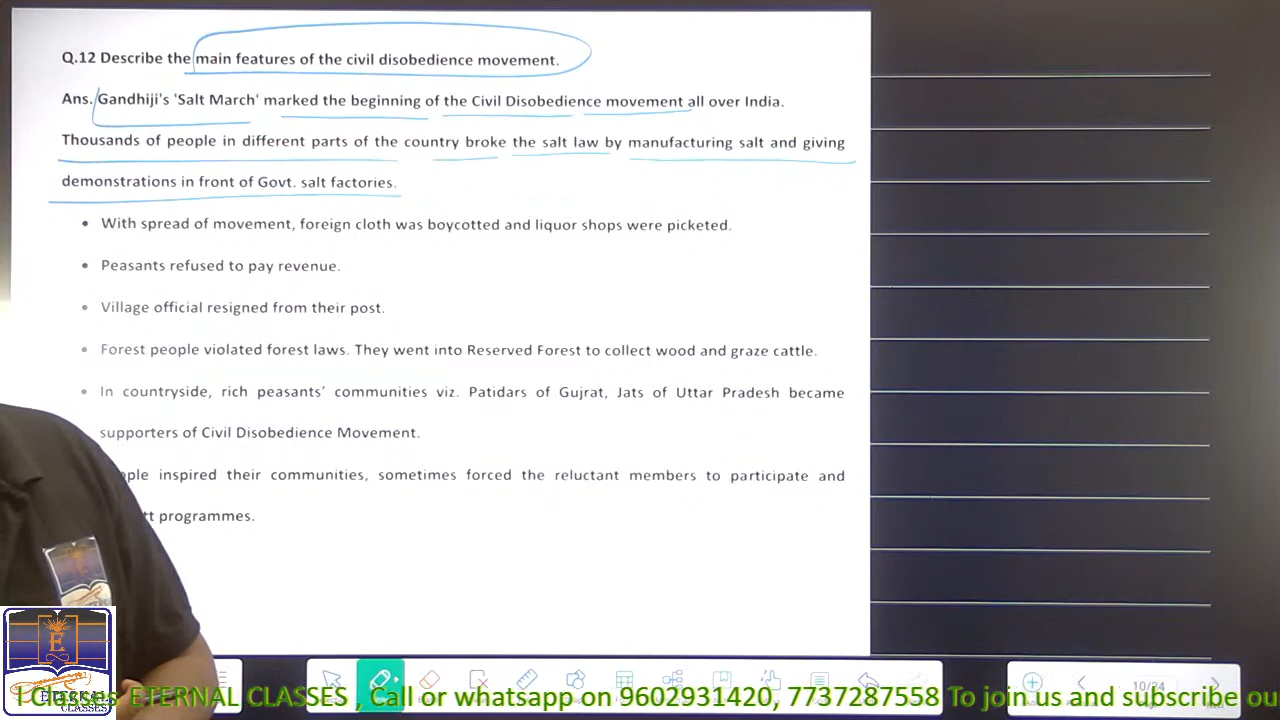 Q.12 Describe the main features of the civil disobedience movement.
Ans. Gandhiji's 'Salt March' marked the beginning of the Civil Disobedience movement all over India.
Thousands of people in different parts of the country broke the salt law by manufacturing salt and giving
demonstrations in front of Govt. salt factories.
• With spread of movement, foreign cloth was boycotted and liquor shops were picketed.
• Peasants refused to pay revenue.
• Village official resigned from their post.
• Forest people violated forest laws. They went into Reserved Forest to collect wood and graze cattle.
• In countryside, rich peasants' communities viz. Patidars of Gujrat, Jats of Uttar Pradesh became
supporters of Civil Disobedience Movement.
inspired their communities, sometimes forced the reluctant members to participate and
programmes.
E
ETERNAL
CLASSES
10/24
Classes ETERNAL CLASSES , Call or whatsapp on 9602931420, 7737287558 To join us and subscribe ou